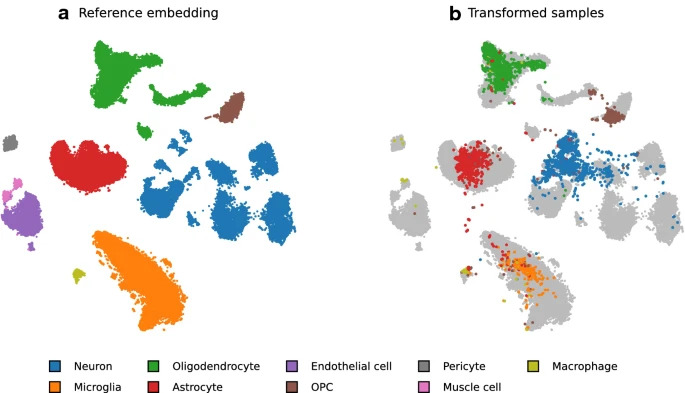 a Reference embedding
b Transformed samples
Neuron Oligodendrocyte Endothelial cell Pericyte Macrophage
Microglia Astrocyte OPC Muscle cell